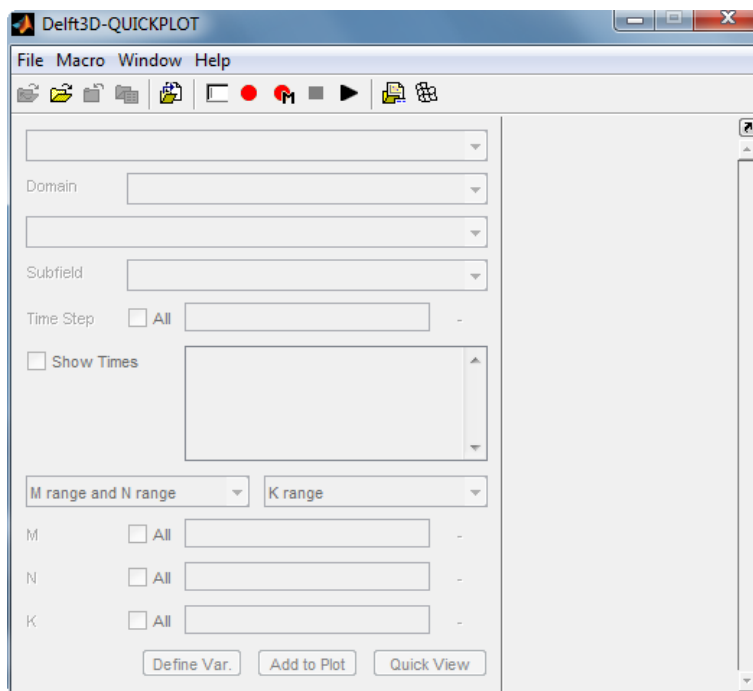 Delft3D-QUICKPLOT
File Macro Window Help
M
Domain
Subfield
Time Step All -
Show Times
M range and N range K range
M All -
N All -
K All -
Define Var. Add to Plot Quick View